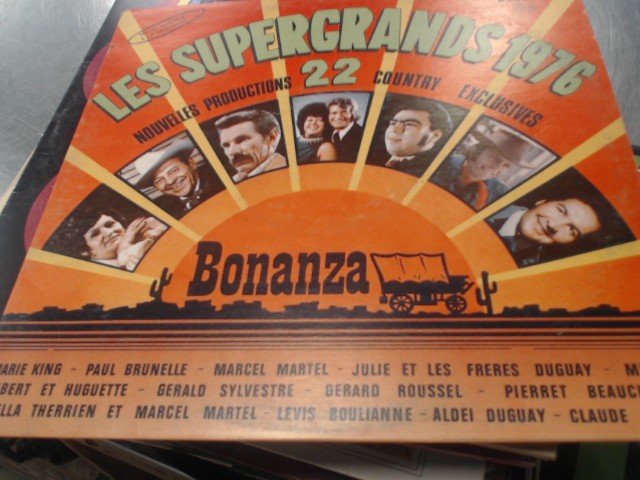 LES SUPERGRANDS 1976
NOUVELLES PRODUCTIONS 22 COUNTRY EXCLUSIVES
Bonanza
ARIE KING - PAUL BRUNELLE - MARCEL MARTEL - JULIE ET LES FRERES DUGUAY - M
BERT ET HUGUETTE - GERALD SYLVESTRE - GERARD ROUSSEL - PIERRET BEAUC
LLA THERRIEN ET MARCEL MARTEL - LEVIS BOULIANNE - ALDEI DUGUAY - CLAUDE